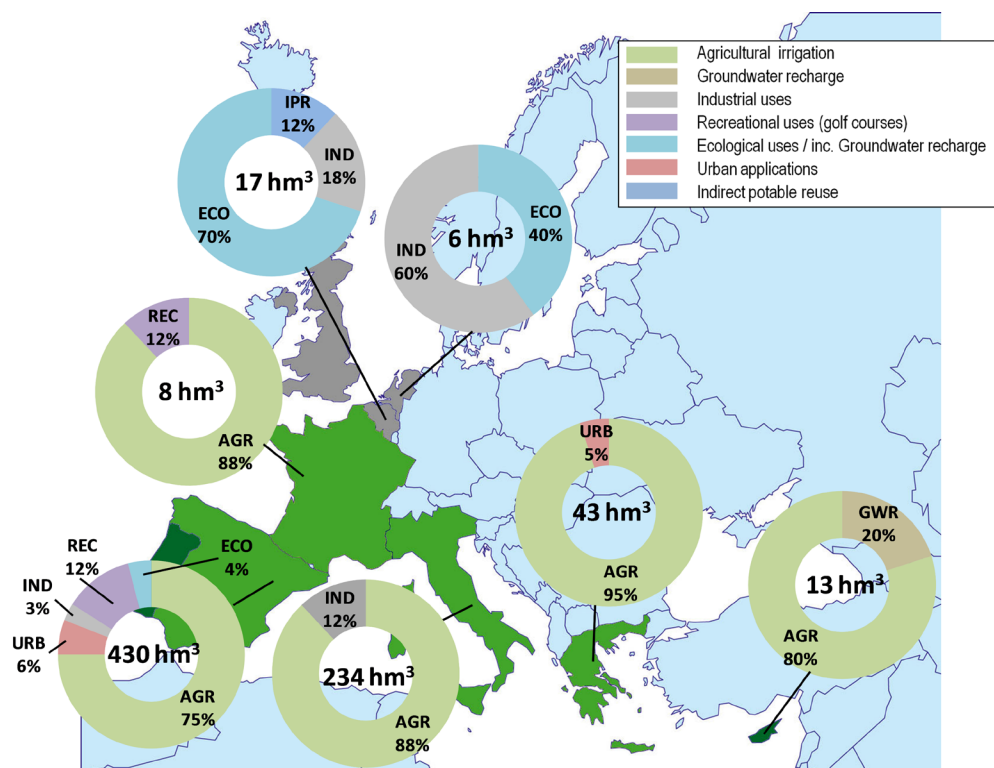 Agricultural irrigation
Groundwater recharge
Industrial uses
Recreational uses (golf courses)
Ecological uses / inc. Groundwater recharge
Urban applications
Indirect potable reuse
IPR
12%
IND
18%
17 hm³
ECO
70%
ECO
40%
6 hm³
IND
60%
REC
12%
8 hm³
AGR
88%
URB
5%
43 hm³
AGR
95%
GWR
20%
13 hm³
AGR
80%
REC
12%
ECO
4%
IND
3%
URB
6%
430 hm³
AGR
75%
IND
12%
234 hm³
AGR
88%